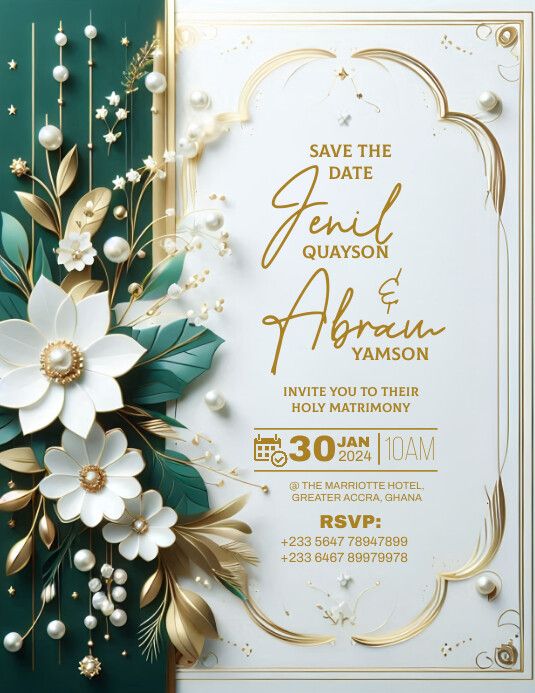 SAVE THE
DATE
Jenil
QUAYSON
&
Abram
YAMSON
INVITE YOU TO THEIR
HOLY MATRIMONY
30 JAN 2024 10AM
@ THE MARRIOTTE HOTEL,
GREATER ACCRA, GHANA
RSVP:
+233 5647 78947899
+233 6467 89979978